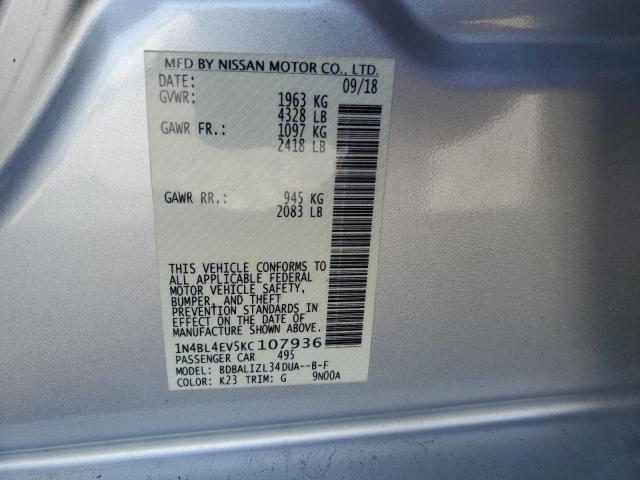 MFD BY NISSAN MOTOR CO., LTD.
DATE: 09/18
GVWR: 1963 KG
4328 LB
GAWR FR.: 1097 KG
2418 LB
GAWR RR.: 945 KG
2083 LB
THIS VEHICLE CONFORMS TO
ALL APPLICABLE FEDERAL
MOTOR VEHICLE SAFETY,
BUMPER, AND THEFT
PREVENTION STANDARDS IN
EFFECT ON THE DATE OF
MANUFACTURE SHOWN ABOVE.
1N4BL4EV5KC107936
PASSENGER CAR 495
MODEL: BDBALIZL34DUA--B-F
COLOR: K23 TRIM: G 9N00A